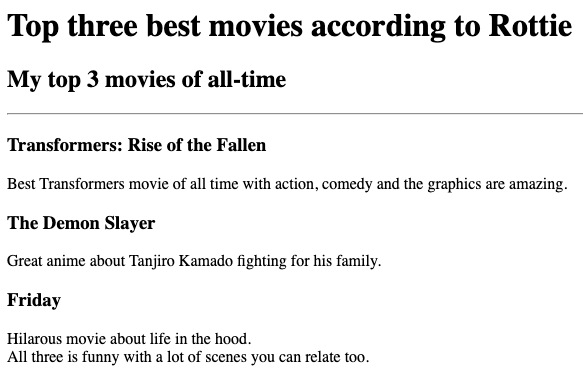 Top three best movies according to Rottie
My top 3 movies of all-time
Transformers: Rise of the Fallen
Best Transformers movie of all time with action, comedy and the graphics are amazing.
The Demon Slayer
Great anime about Tanjiro Kamado fighting for his family.
Friday
Hilarous movie about life in the hood.
All three is funny with a lot of scenes you can relate too.